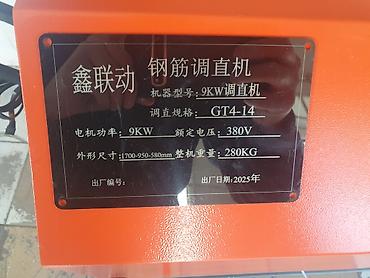 鑫联动 钢筋调直机
机器型号: 9KW调直机
调直规格: GT4-14
电机功率: 9KW 额定电压: 380V
外形尺寸: 1700-950-580mm 整机重量: 280KG
出厂编号: 出厂日期: 2025年